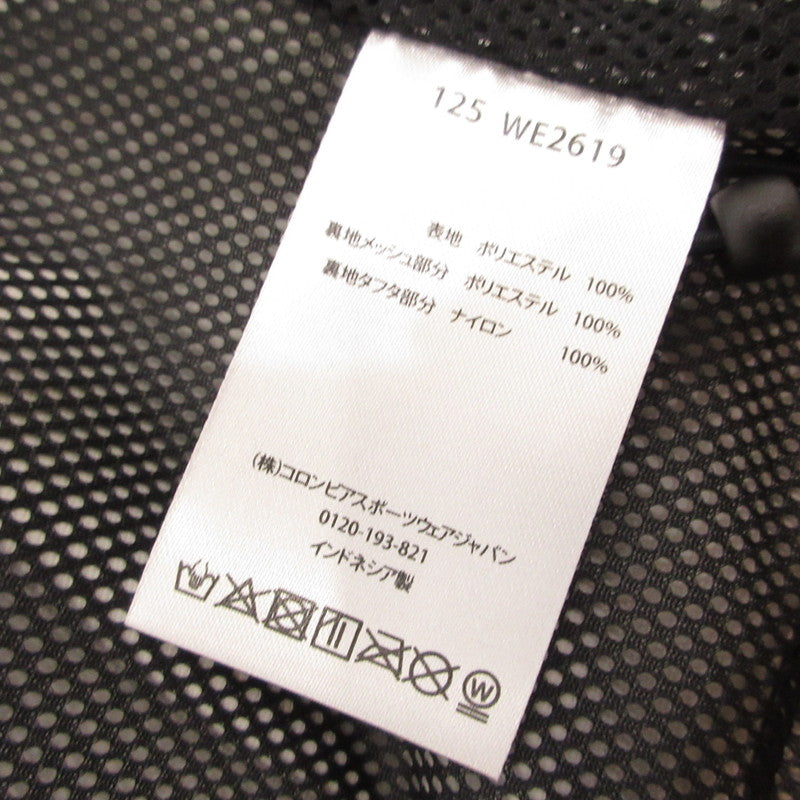 125 WE2619
表地 ポリエステル 100%
裏地メッシュ部分 ポリエステル 100%
裏地タフタ部分 ナイロン 100%
(株)コロンビアスポーツウェアジャパン
0120-193-821
インドネシア製
W